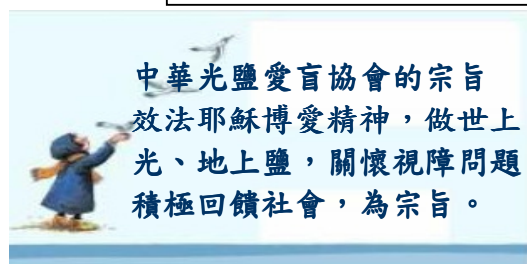 中華光鹽愛盲協會的宗旨
效法耶穌博愛精神，做世上
光、地上鹽，關懷視障問題
積極回饋社會，為宗旨。